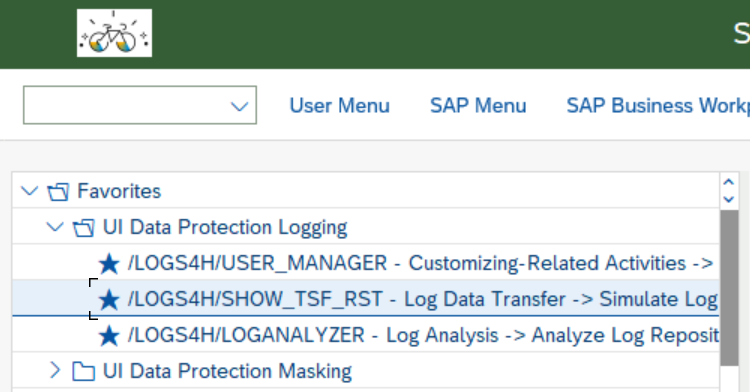 S
User Menu SAP Menu SAP Business Workp
Favorites
UI Data Protection Logging
/LOGS4H/USER_MANAGER - Customizing-Related Activities ->
/LOGS4H/SHOW_TSF_RST - Log Data Transfer -> Simulate Log
/LOGS4H/LOGANALYZER - Log Analysis -> Analyze Log Reposit
UI Data Protection Masking